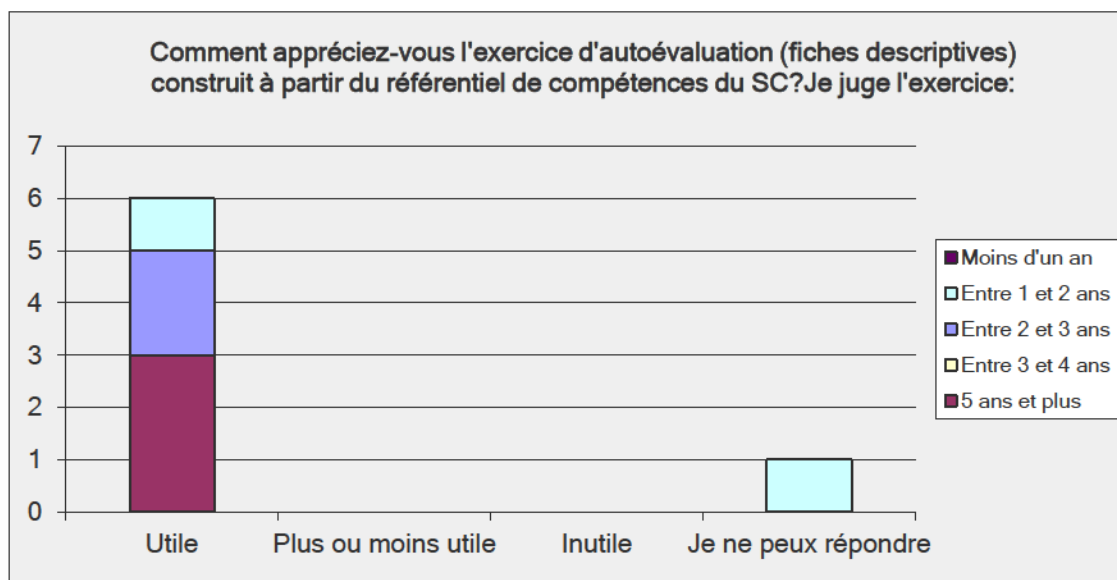 Comment appréciez-vous l'exercice d'autoévaluation (fiches descriptives)
construit à partir du référentiel de compétences du SC?Je juge l'exercice:
7
6
5
4
3
2
1
0
Utile
Plus ou moins utile
Inutile
Je ne peux répondre
Moins d'un an
Entre 1 et 2 ans
Entre 2 et 3 ans
Entre 3 et 4 ans
5 ans et plus